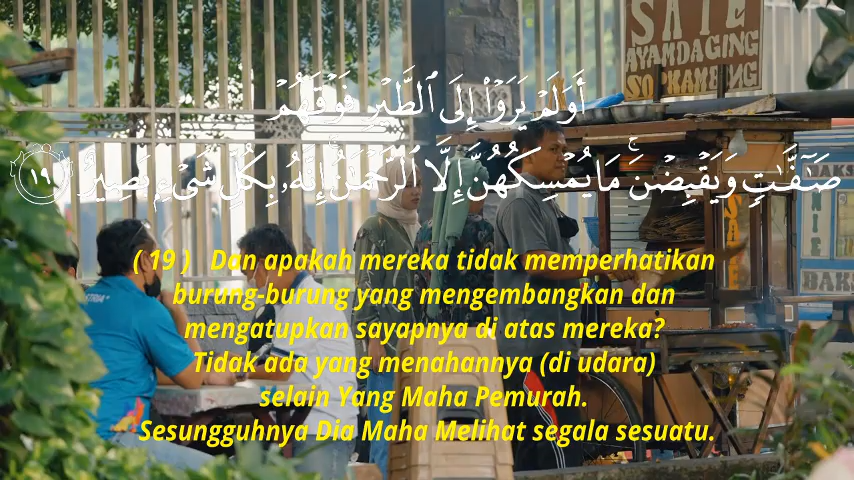 SATE
AYAM DAGING
SOP KAMBING
أَوَلَمْ يَرَوْا۟ إِلَى ٱلطَّيْرِ فَوْقَهُمْ
صَـٰٓفَّـٰتٍ وَيَقْبِضْنَ ۚ مَا يُمْسِكُهُنَّ إِلَّا ٱلرَّحْمَـٰنُ ۚ إِنَّهُۥ بِكُلِّ شَىْءٍۭ بَصِيرٌ ١٩
( 19 ) Dan apakah mereka tidak memperhatikan
burung-burung yang mengembangkan dan
mengatupkan sayapnya di atas mereka?
Tidak ada yang menahannya (di udara)
selain Yang Maha Pemurah.
Sesungguhnya Dia Maha Melihat segala sesuatu.